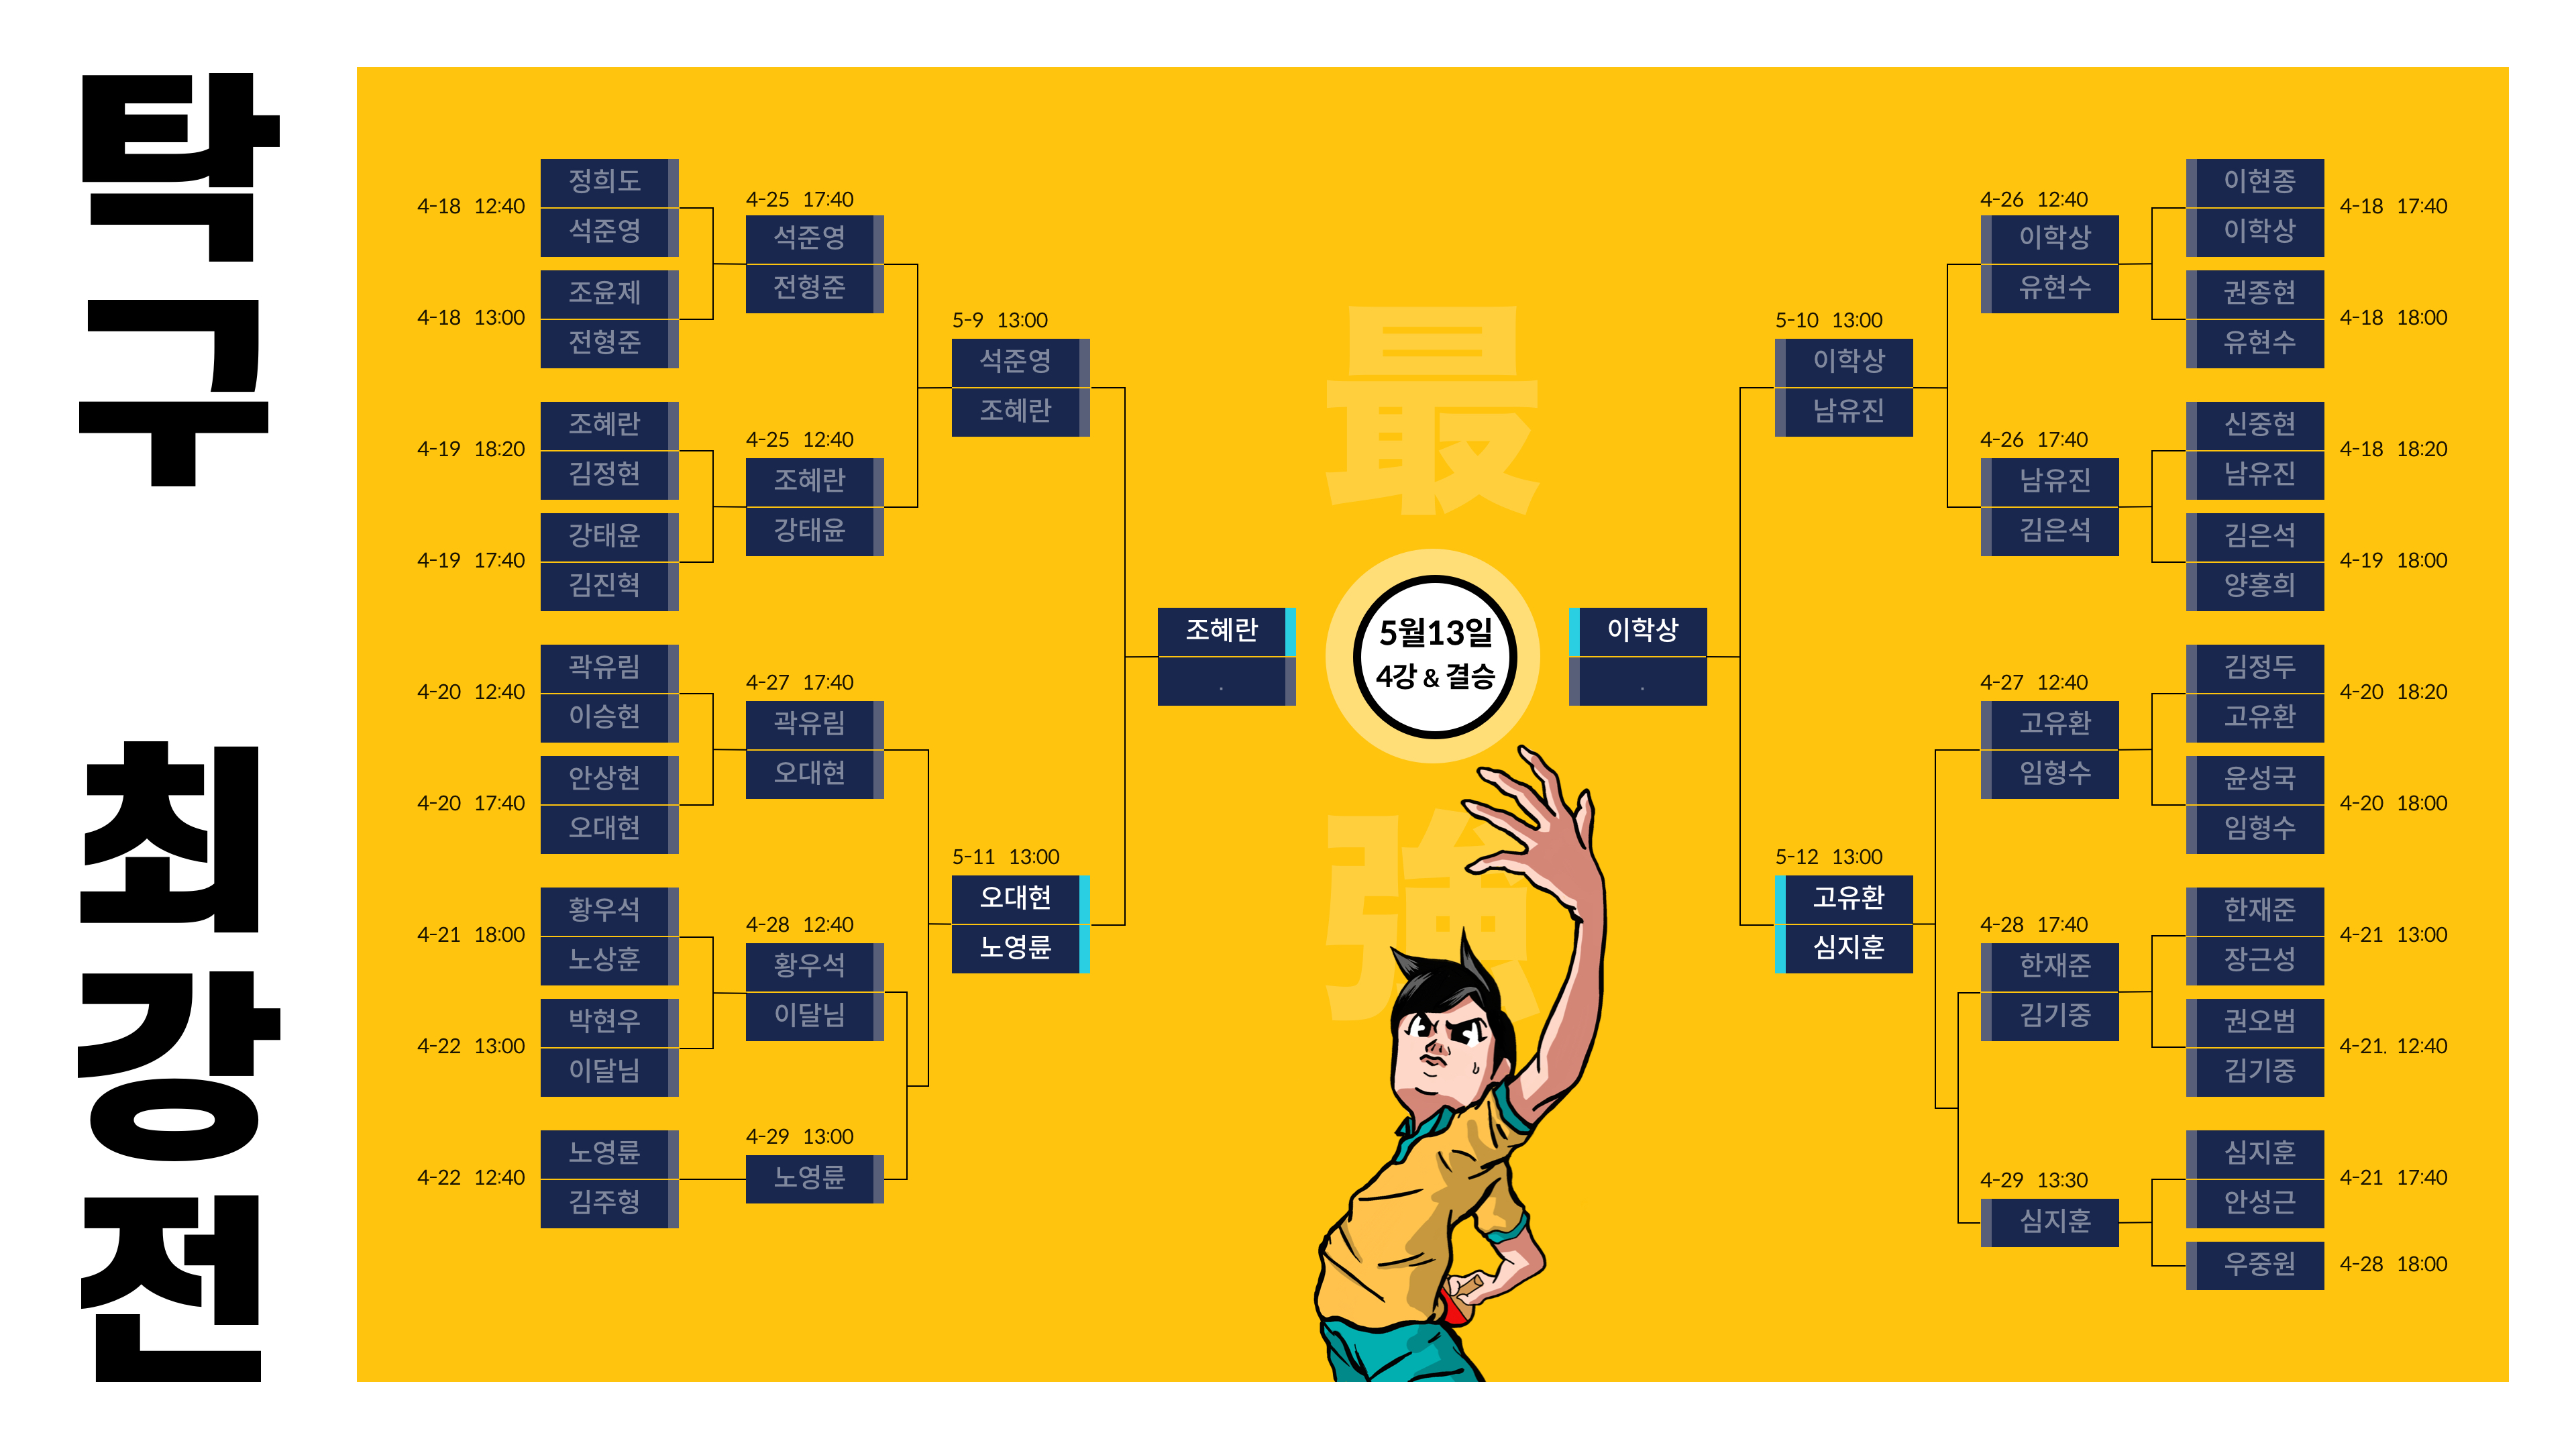 탁구 최강전
4-18 12:40
정희도
석준영
4-18 13:00
조윤제
전형준
4-19 18:20
조혜란
김정현
4-19 17:40
강태윤
김진혁
4-20 12:40
곽유림
이승현
4-20 17:40
안상현
오대현
4-21 18:00
황우석
노상훈
4-22 13:00
박현우
이달님
4-22 12:40
노영륜
김주형
4-25 17:40
석준영
전형준
4-25 12:40
조혜란
강태윤
4-27 17:40
곽유림
오대현
4-28 12:40
황우석
이달님
4-29 13:00
노영륜
5-9 13:00
석준영
조혜란
5-11 13:00
오대현
노영륜
조혜란
.
最
5월13일
4강 & 결승
強
이학상
.
5-10 13:00
이학상
남유진
5-12 13:00
고유환
심지훈
4-26 12:40
이학상
유현수
4-26 17:40
남유진
김은석
4-27 12:40
고유환
임형수
4-28 17:40
한재준
김기중
4-29 13:30
심지훈
이현종
이학상
4-18 17:40
권종현
유현수
4-18 18:00
신중현
남유진
4-18 18:20
김은석
양홍희
4-19 18:00
김정두
고유환
4-20 18:20
윤성국
임형수
4-20 18:00
한재준
장근성
4-21 13:00
권오범
김기중
4-21. 12:40
심지훈
안성근
4-21 17:40
우중원
4-28 18:00